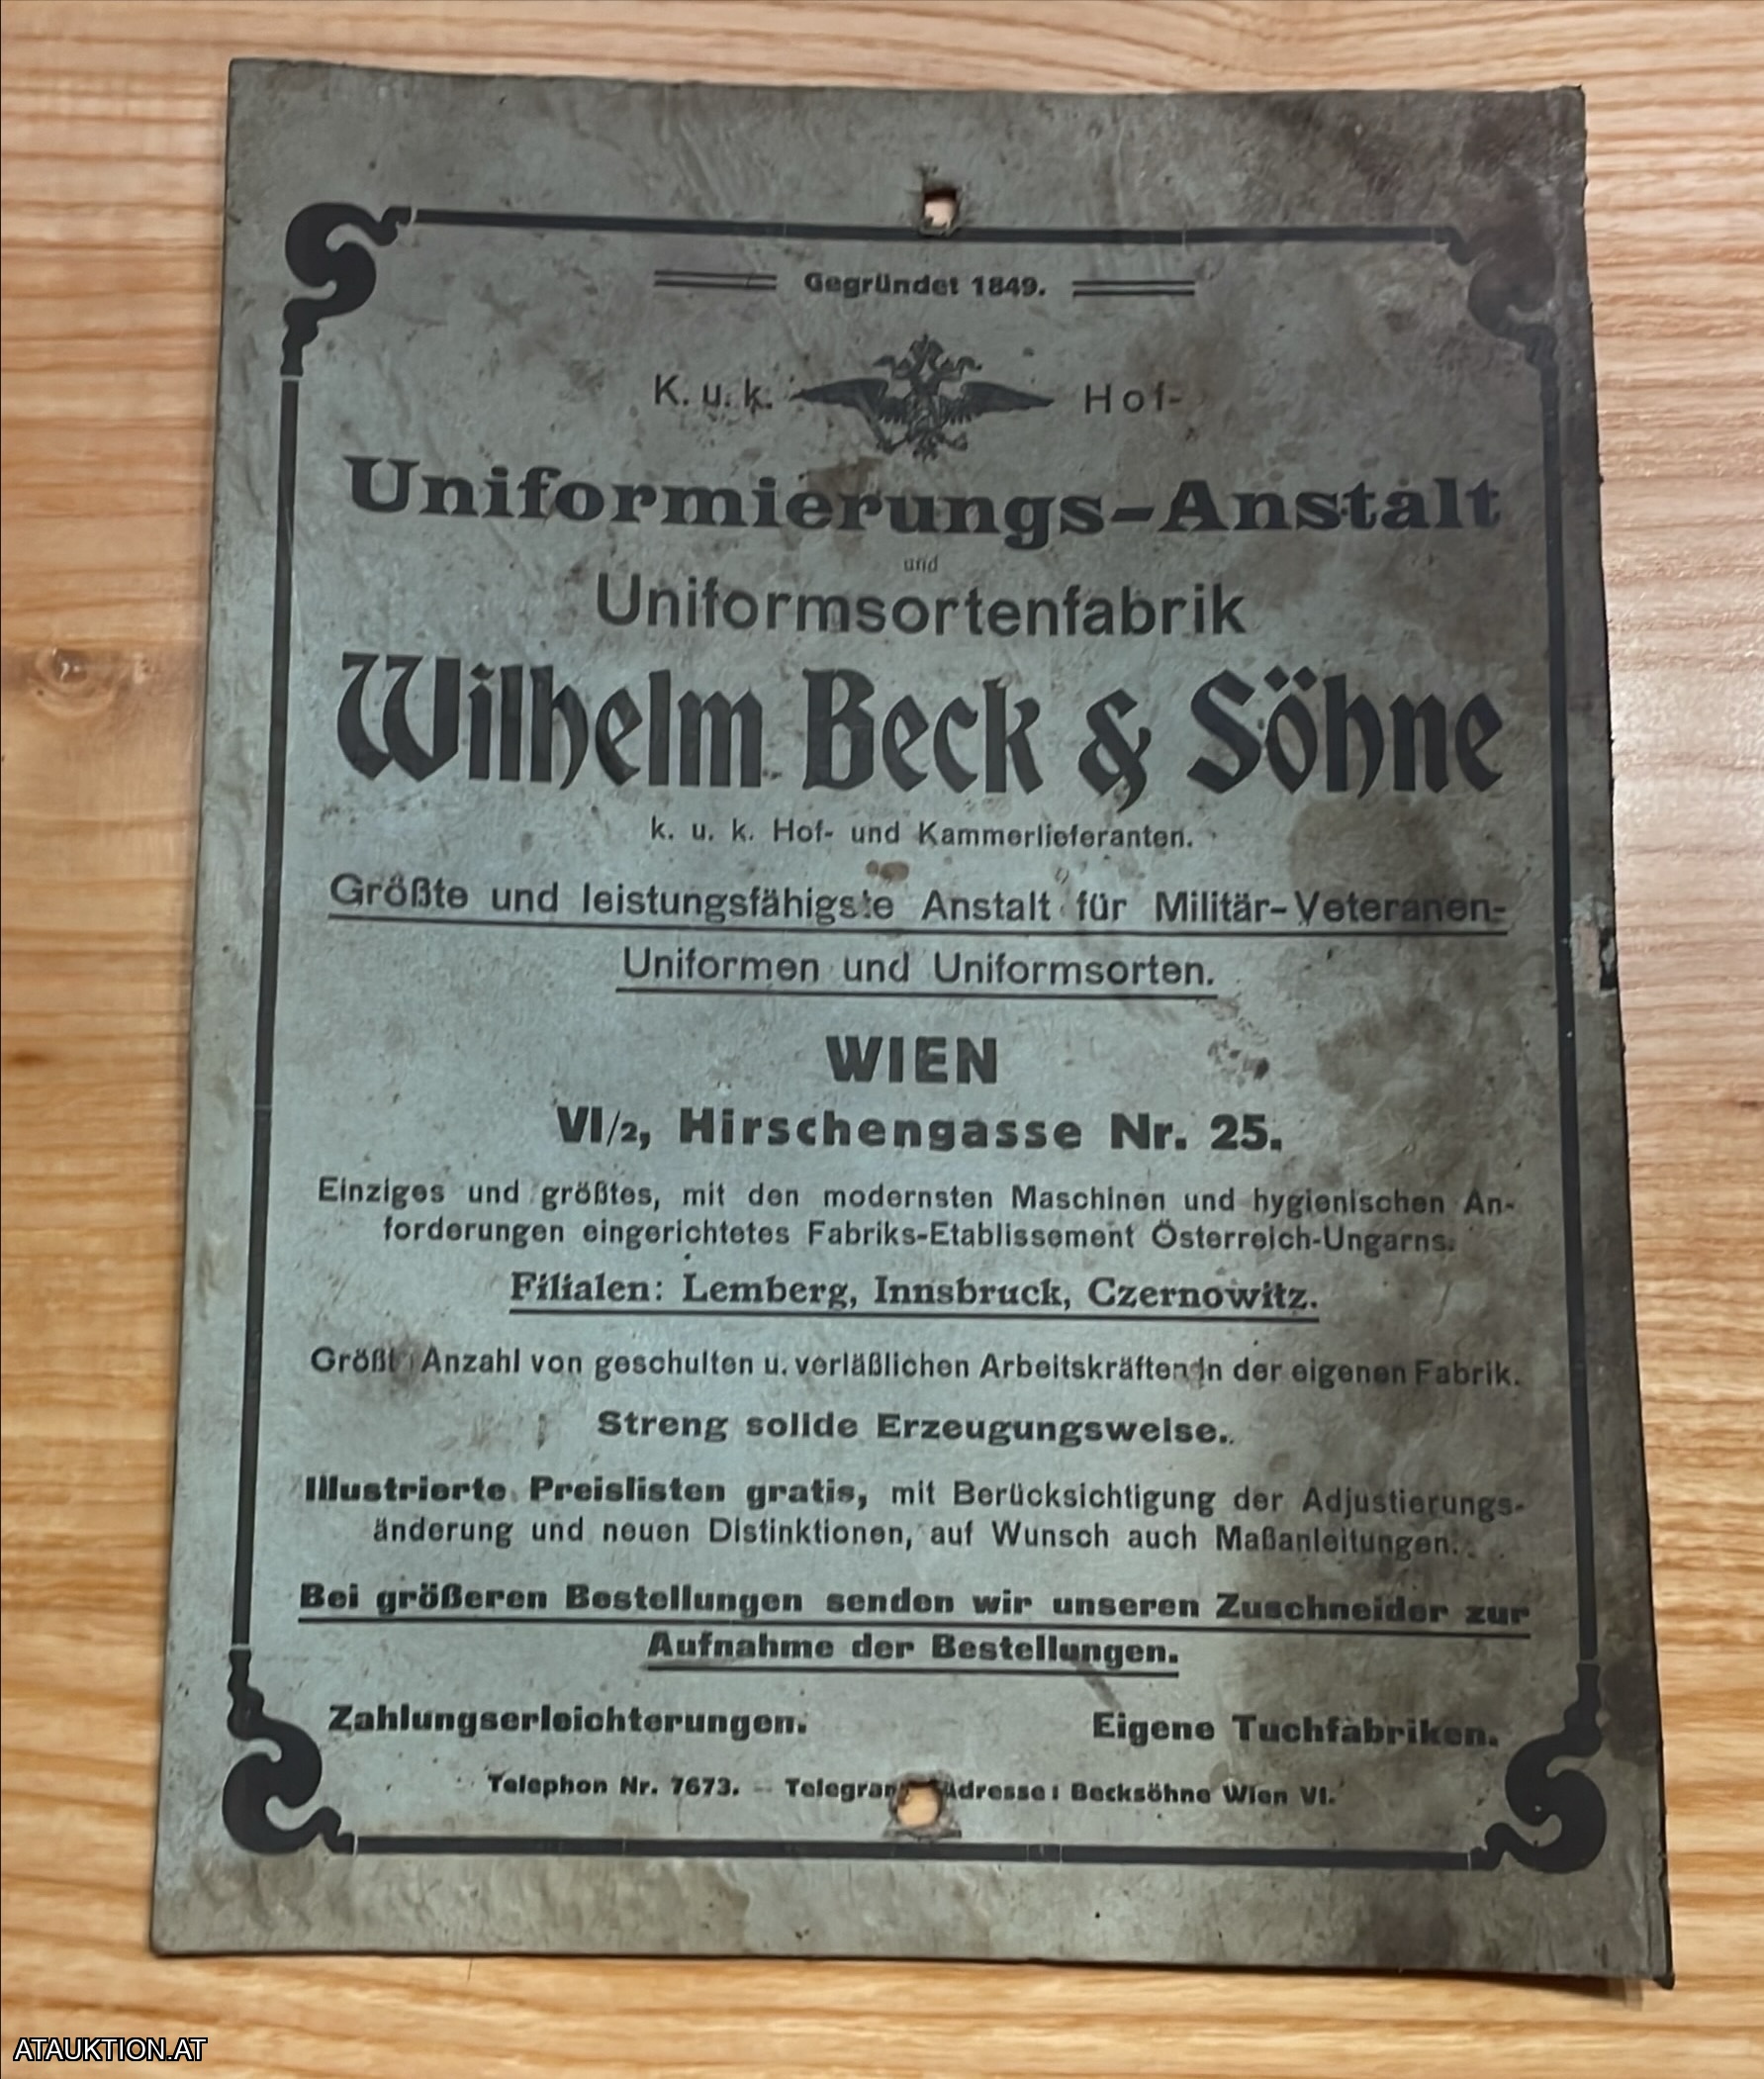 Gegründet 1849.
K. u. k. Hof-
Uniformierungs-Anstalt
und
Uniformsortenfabrik
Wilhelm Beck & Söhne
k. u. k. Hof- und Kammerlieferanten.
Größte und leistungsfähigste Anstalt für Militär-Veteranen-
Uniformen und Uniformsorten.
WIEN
VI/2, Hirschengasse Nr. 25.
Einziges und größtes, mit den modernsten Maschinen und hygienischen An-
forderungen eingerichtetes Fabriks-Etablissement Österreich-Ungarns.
Filialen: Lemberg, Innsbruck, Czernowitz.
Anzahl von geschulten u. verläßlichen Arbeitskräften in der eigenen Fabrik.
Streng solide Erzeugungsweise.
Illustrierte Preislisten gratis, mit Berücksichtigung der Adjustierungs-
änderung und neuen Distinktionen, auf Wunsch auch Maßanleitungen.
Bei größeren Bestellungen senden wir unseren Zuschneider zur
Aufnahme der Bestellungen.
Zahlungserleichterungen. Eigene Tuchfabriken.
Telephon Nr. 7673. — Becksöhne Wien VI.
ATAUKTION.AT